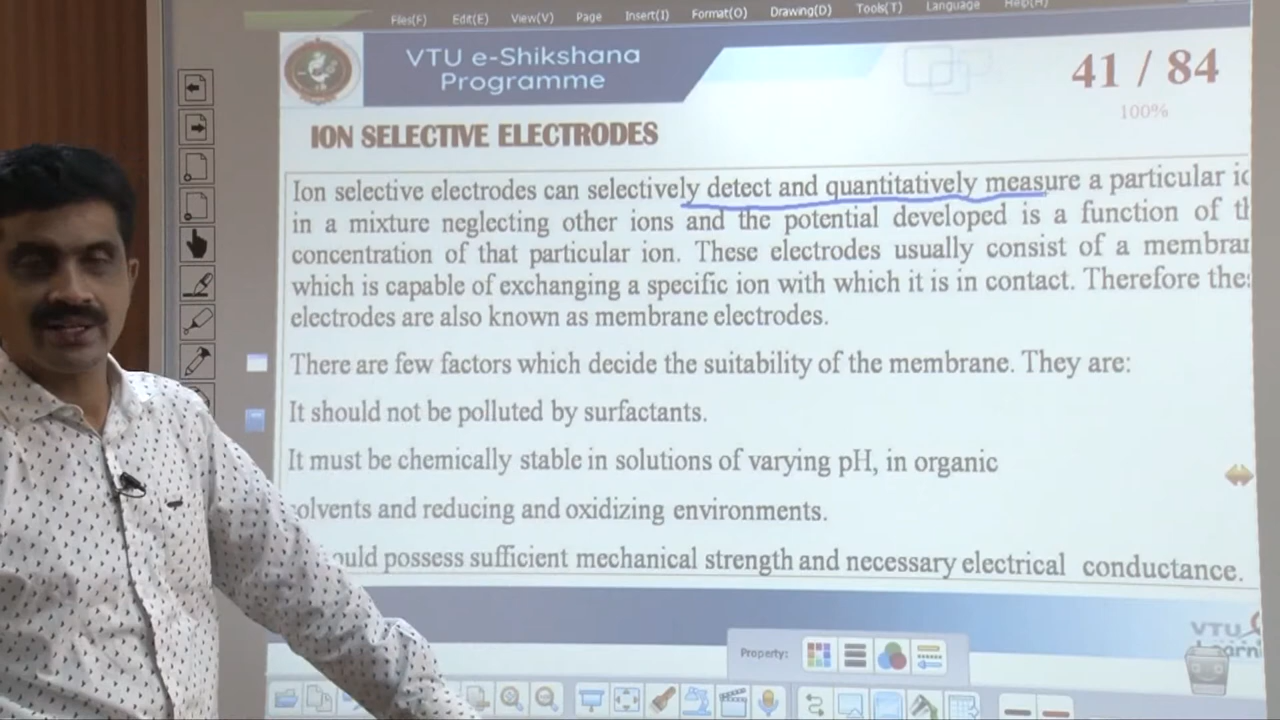 Files(F) Edit(E) View(V) Page Insert(I) Format(O) Drawing(D) Tools(T) Language Help(H)
VTU e-Shikshana
Programme
41 / 84
100%
ION SELECTIVE ELECTRODES
Ion selective electrodes can selectively detect and quantitatively measure a particular
in a mixture neglecting other ions and the potential developed is a function of
concentration of that particular ion. These electrodes usually consist of a
which is capable of exchanging a specific ion with which it is in contact. Therefore
electrodes are also known as membrane electrodes.
There are few factors which decide the suitability of the membrane. They are:
It should not be polluted by surfactants.
It must be chemically stable in solutions of varying pH, in organic
olvents and reducing and oxidizing environments.
ould possess sufficient mechanical strength and necessary electrical conductance.
VTU
Property: